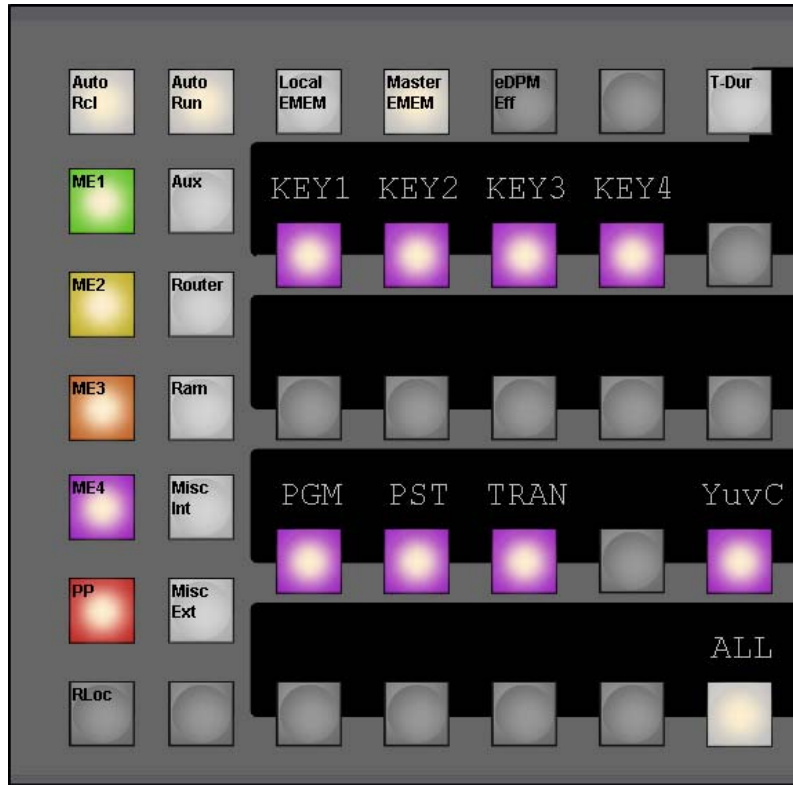 Auto Rcl
Auto Run
Local EMEM
Master EMEM
eDPM Eff
T-Dur
ME1
Aux
KEY1 KEY2 KEY3 KEY4
ME2
Router
ME3
Ram
ME4
Misc Int
PGM PST TRAN YuvC
PP
Misc Ext
ALL
RLoc